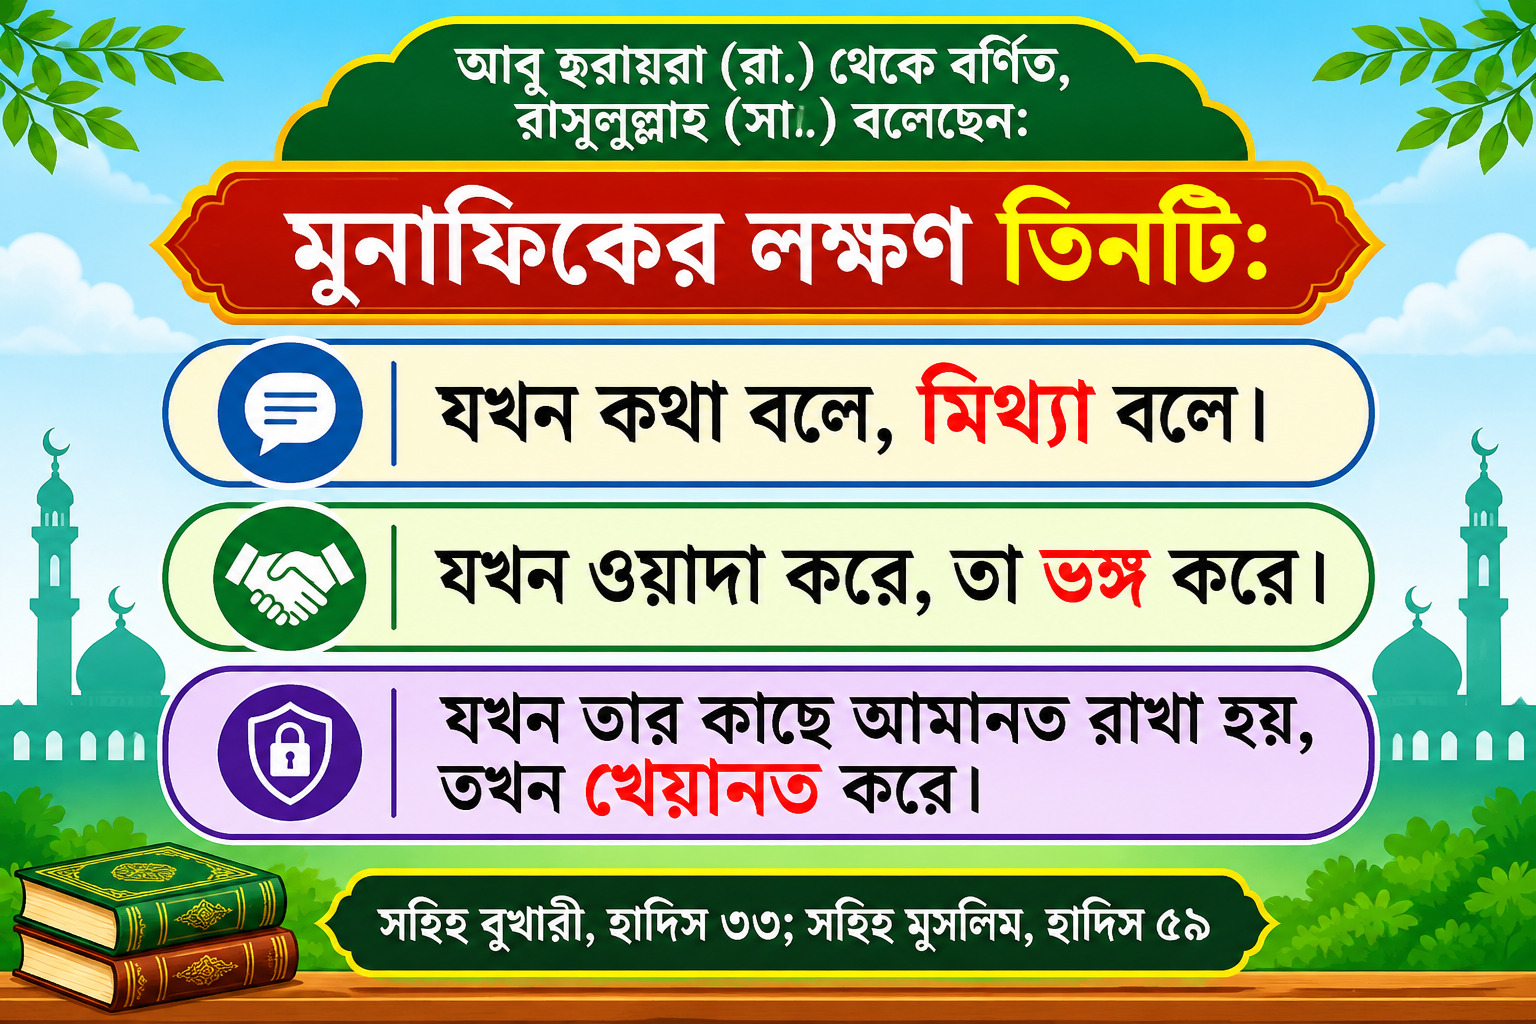 আবু হুরায়রা (রা.) থেকে বর্ণিত,
রাসুলুল্লাহ (সা..) বলেছেন:
মুনাফিকের লক্ষণ তিনটি:
যখন কথা বলে, মিথ্যা বলে।
যখন ওয়াদা করে, তা ভঙ্গ করে।
যখন তার কাছে আমানত রাখা হয়,
তখন খেয়ানত করে।
সহিহ বুখারী, হাদিস ৩৩; সহিহ মুসলিম, হাদিস ৫৯